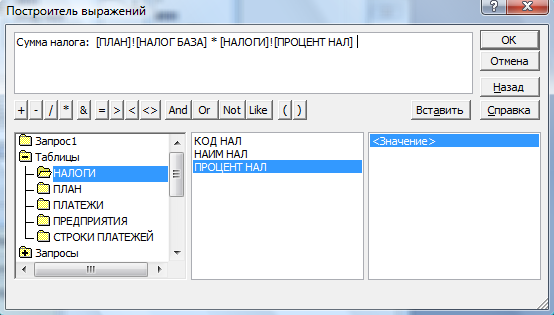 Построитель выражений
Сумма налога: [ПЛАН]![НАЛОГ БАЗА] * [НАЛОГИ]![ПРОЦЕНТ НАЛ]
OK
Отмена
Назад
+ - / * & = > < <> And Or Not Like ( ) Вставить Справка
Запрос1
Таблицы
НАЛОГИ
ПЛАН
ПЛАТЕЖИ
ПРЕДПРИЯТИЯ
СТРОКИ ПЛАТЕЖЕЙ
Запросы
КОД НАЛ
НАИМ НАЛ
ПРОЦЕНТ НАЛ
<Значение>